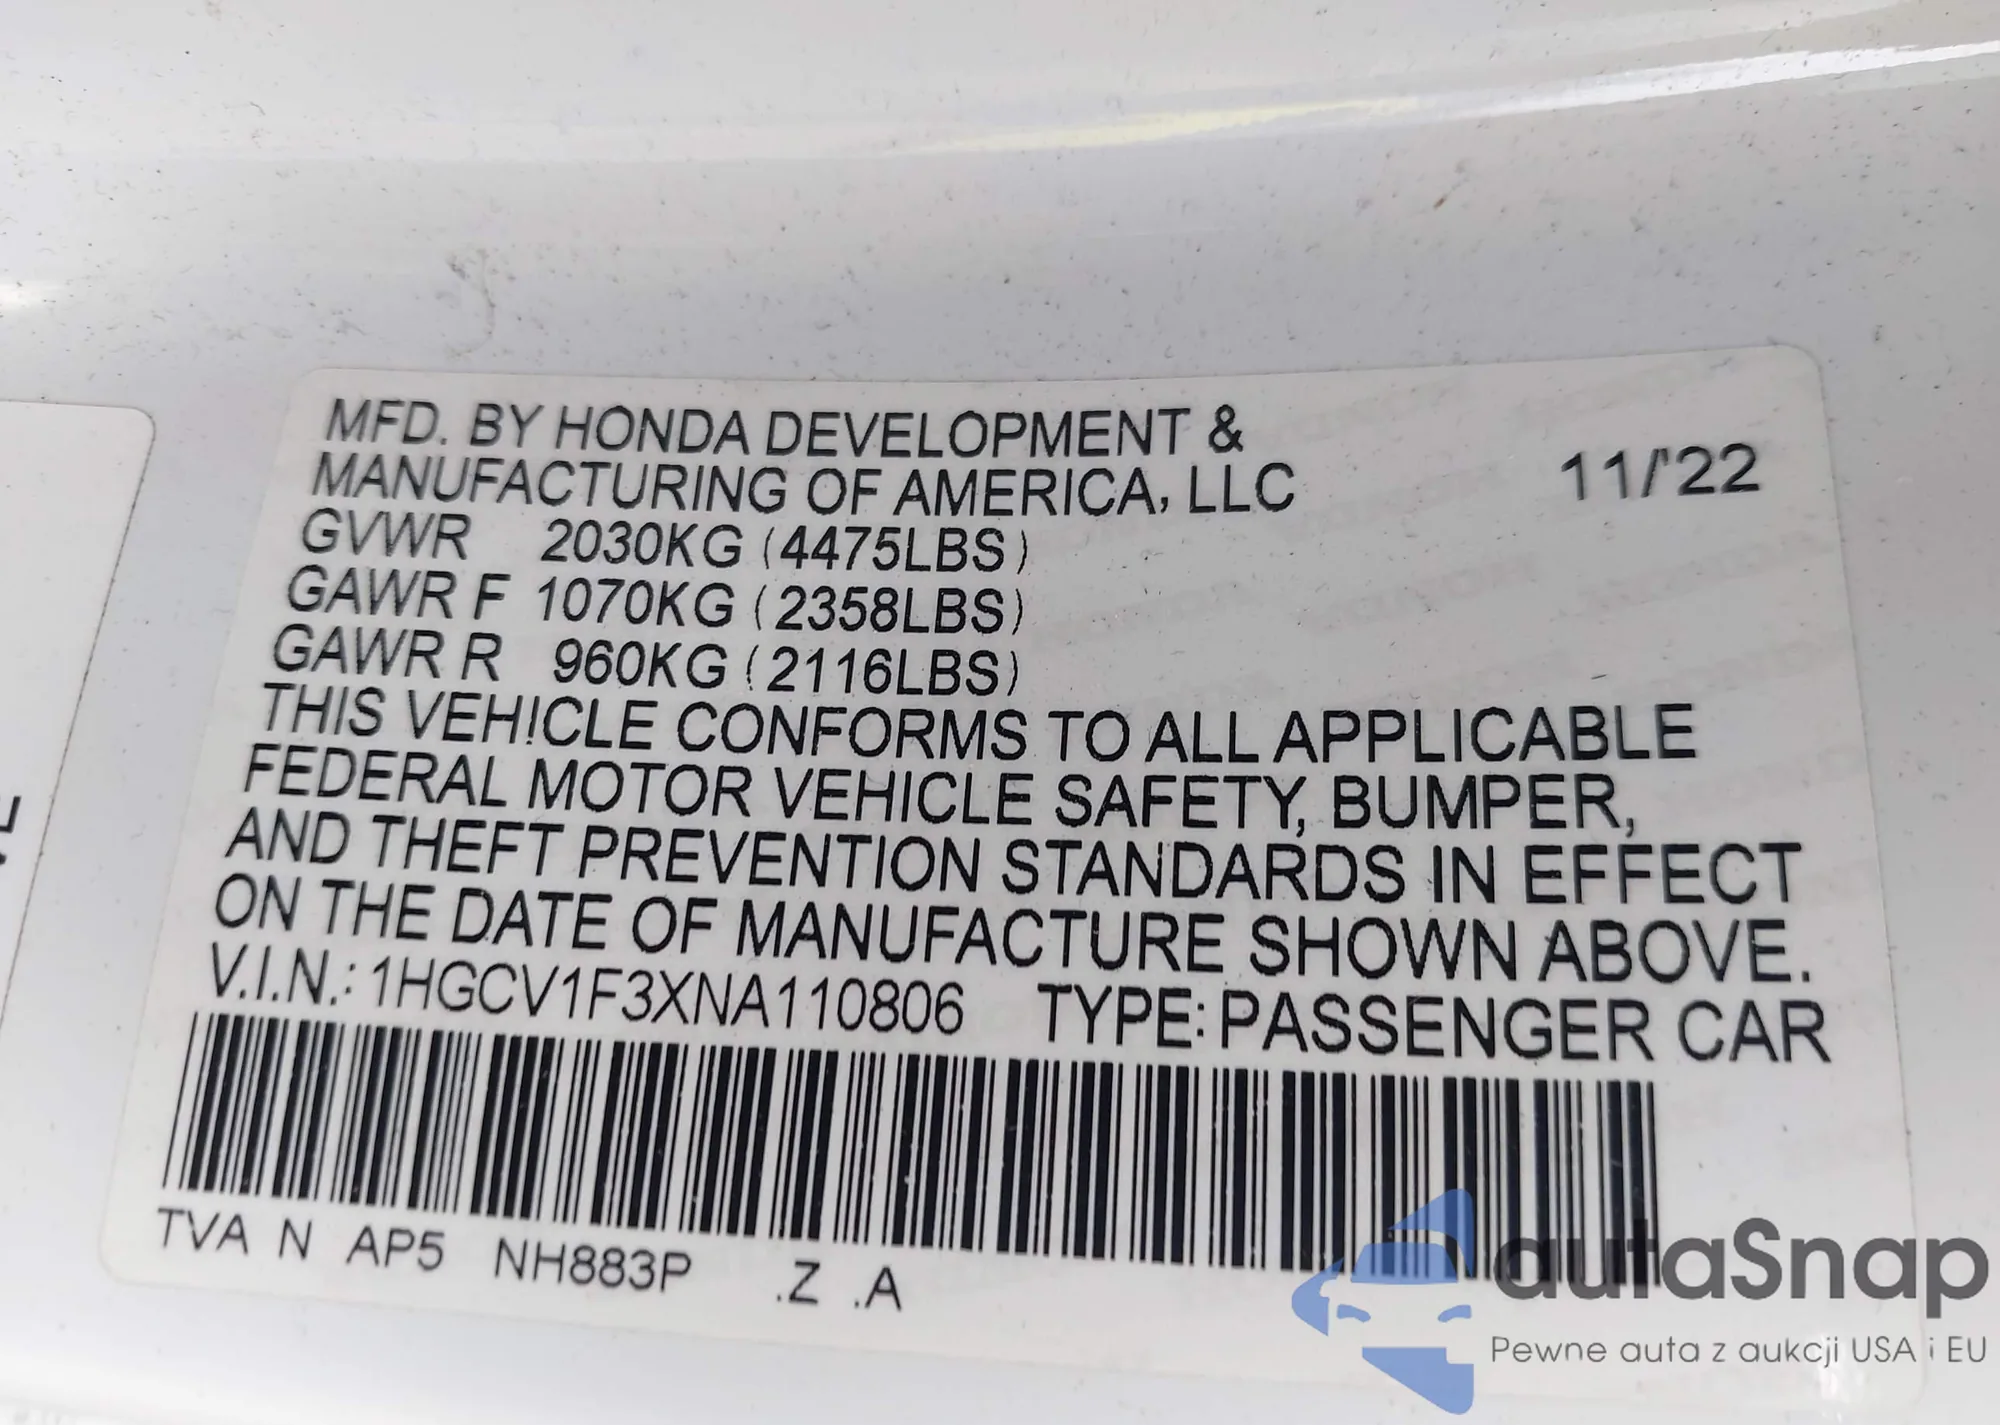 MFD. BY HONDA DEVELOPMENT &
MANUFACTURING OF AMERICA, LLC 11/'22
GVWR 2030KG (4475LBS)
GAWR F 1070KG (2358LBS)
GAWR R 960KG (2116LBS)
THIS VEHICLE CONFORMS TO ALL APPLICABLE
FEDERAL MOTOR VEHICLE SAFETY, BUMPER,
AND THEFT PREVENTION STANDARDS IN EFFECT
ON THE DATE OF MANUFACTURE SHOWN ABOVE.
V.I.N.: 1HGCV1F3XNA110806 TYPE: PASSENGER CAR
TVA N AP5 NH883P .Z .A
autaSnap
Pewne auta z aukcji USA i EU